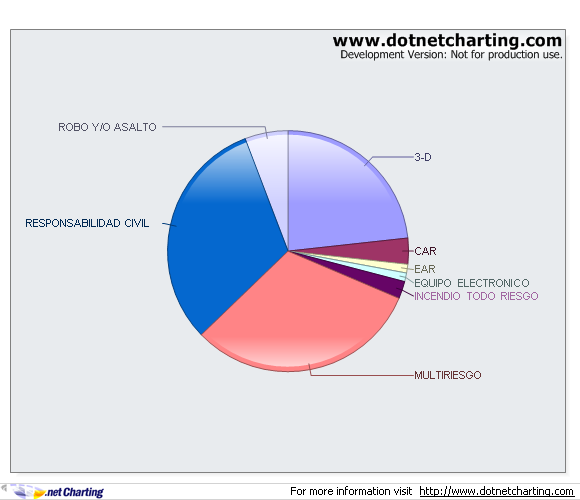 www.dotnetcharting.com
Development Version: Not for production use.
ROBO Y/O ASALTO
3-D
RESPONSABILIDAD CIVIL
CAR
EAR
EQUIPO ELECTRONICO
INCENDIO TODO RIESGO
MULTIRIESGO
.net Charting
For more information visit http://www.dotnetcharting.com